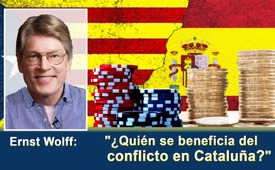 Ernst Wolff:
"¿Quién se beneficia del
conflicto en Cataluña?"